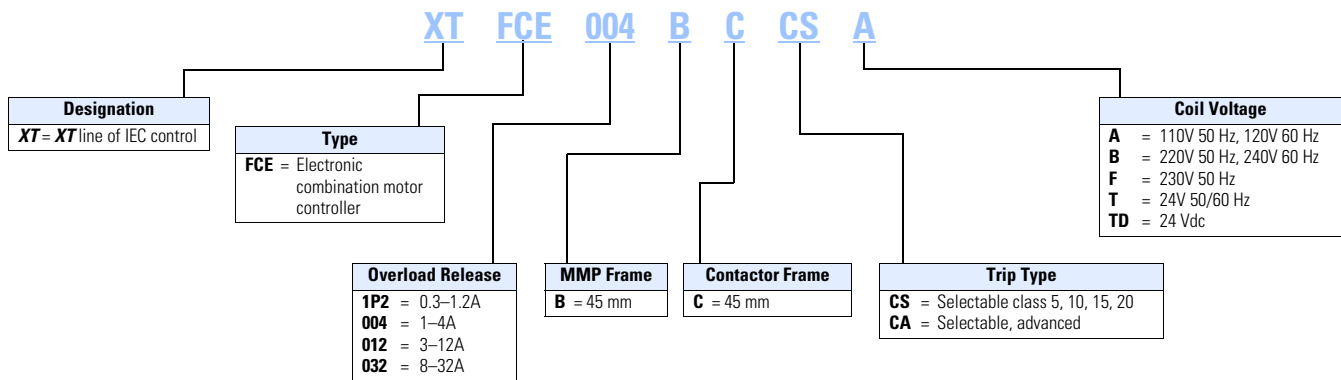 XT FCE 004 B C CS A
Designation
XT = XT line of IEC control
Type
FCE = Electronic
combination motor
controller
Coil Voltage
A = 110V 50 Hz, 120V 60 Hz
B = 220V 50 Hz, 240V 60 Hz
F = 230V 50 Hz
T = 24V 50/60 Hz
TD = 24 Vdc
Overload Release
1P2 = 0.3–1.2A
004 = 1–4A
012 = 3–12A
032 = 8–32A
MMP Frame
B = 45 mm
Contactor Frame
C = 45 mm
Trip Type
CS = Selectable class 5, 10, 15, 20
CA = Selectable, advanced